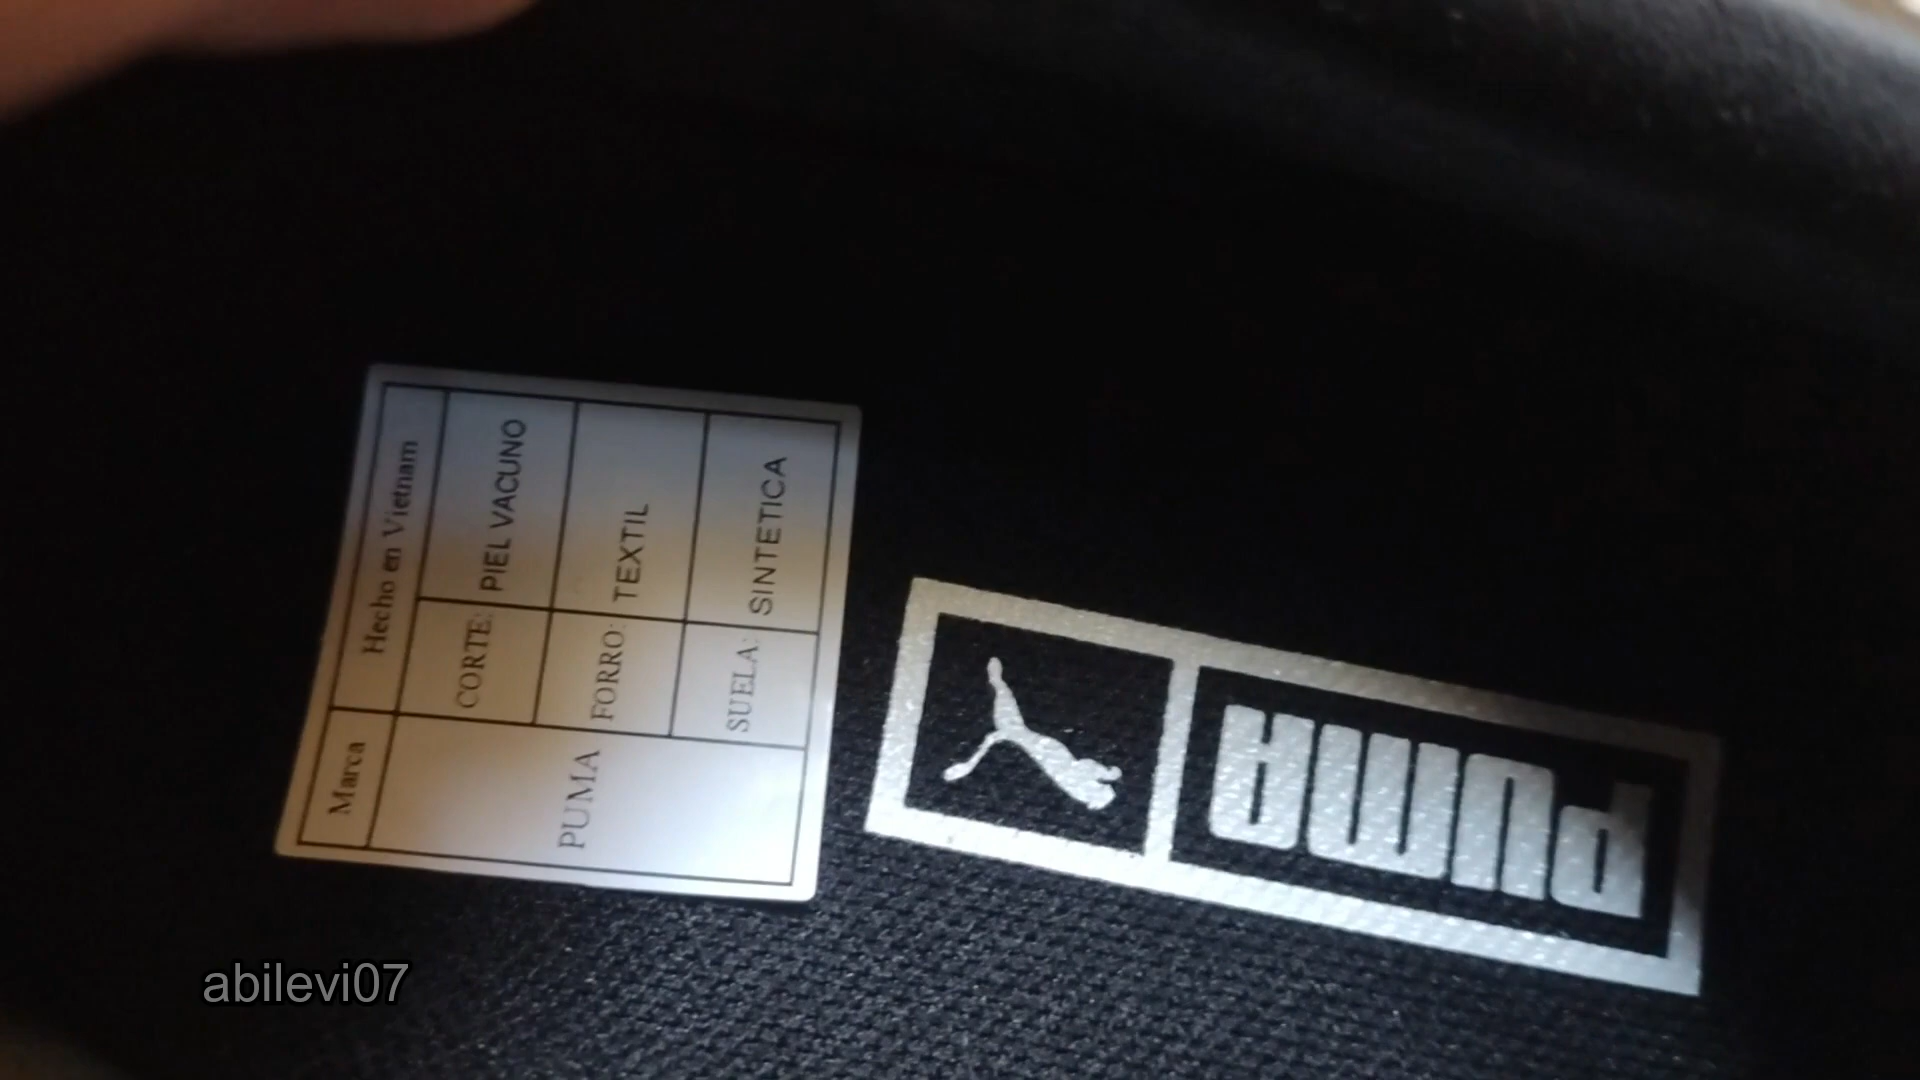 Marca
Hecho en Vietnam
PUMA
CORTE: PIEL VACUNO
FORRO: TEXTIL
SUELA: SINTETICA
PUMA
abilevi07